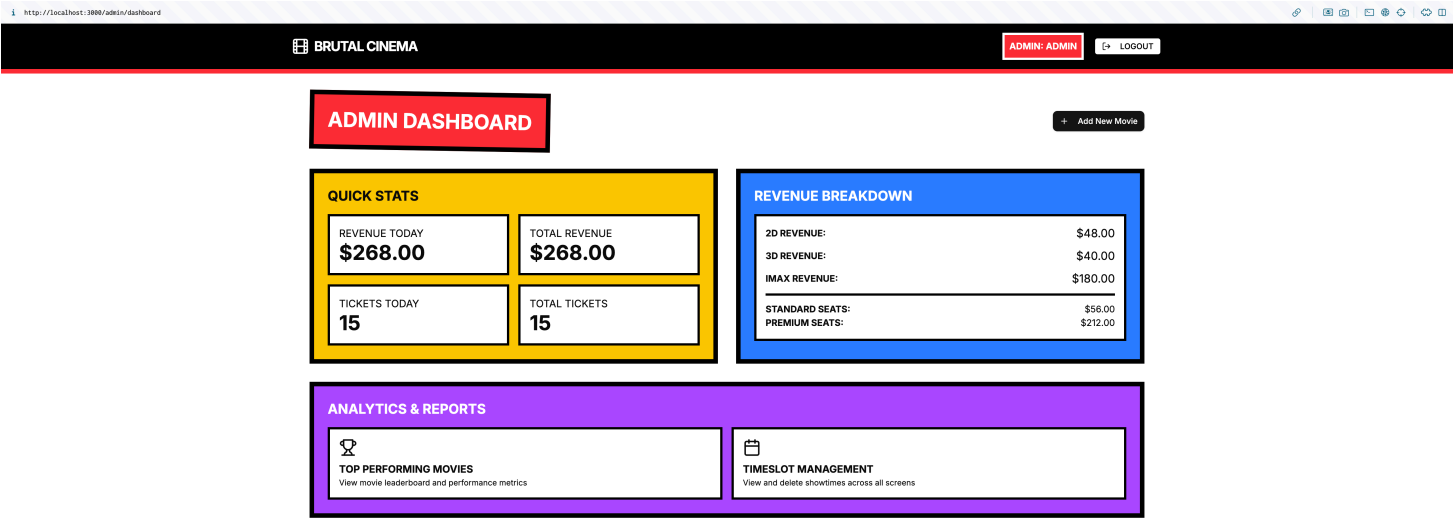 http://localhost:3000/admin/dashboard
BRUTAL CINEMA
ADMIN: ADMIN
LOGOUT
ADMIN DASHBOARD
Add New Movie
QUICK STATS
REVENUE TODAY
$268.00
TOTAL REVENUE
$268.00
TICKETS TODAY
15
TOTAL TICKETS
15
REVENUE BREAKDOWN
2D REVENUE: $48.00
3D REVENUE: $40.00
IMAX REVENUE: $180.00
STANDARD SEATS: $56.00
PREMIUM SEATS: $212.00
ANALYTICS & REPORTS
TOP PERFORMING MOVIES
View movie leaderboard and performance metrics
TIMESLOT MANAGEMENT
View and delete showtimes across all screens